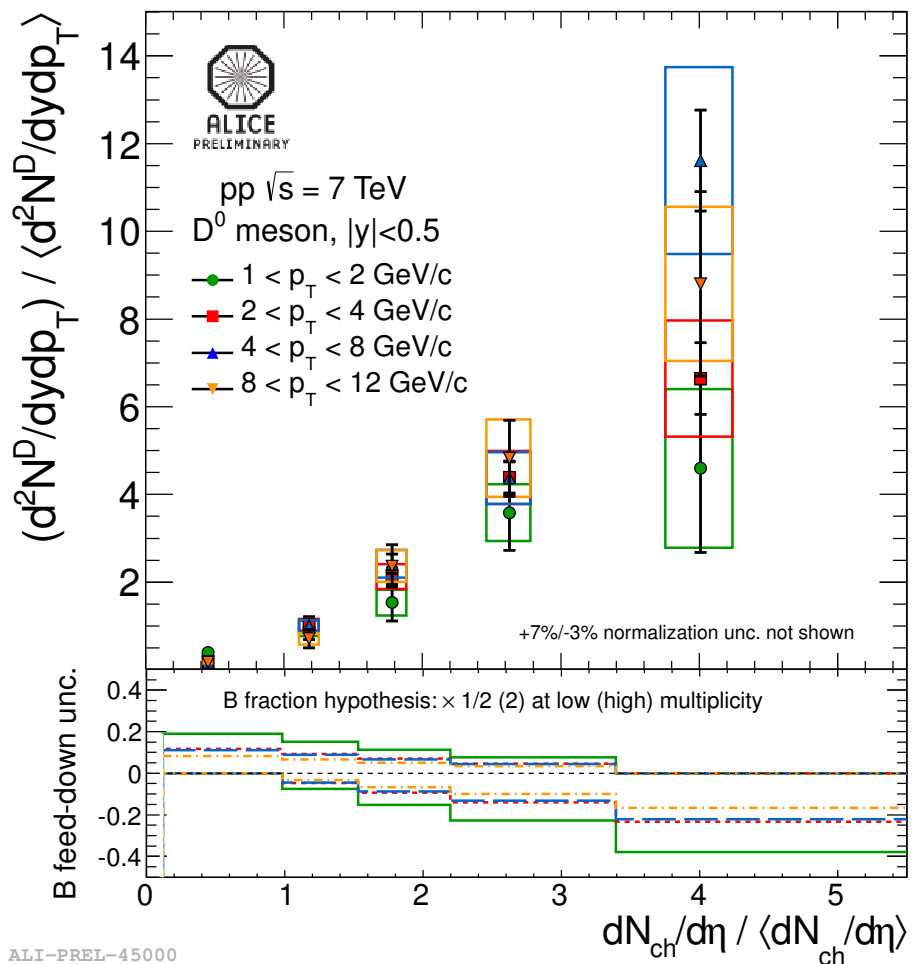 (d²N^D/dydp_T) / ⟨d²N^D/dydp_T⟩
14
12
10
8
6
4
2
ALICE
PRELIMINARY
pp √s = 7 TeV
D⁰ meson, |y|<0.5
1 < p_T < 2 GeV/c
2 < p_T < 4 GeV/c
4 < p_T < 8 GeV/c
8 < p_T < 12 GeV/c
+7%/-3% normalization unc. not shown
B feed-down unc.
0.4
0.2
0
-0.2
-0.4
B fraction hypothesis: × 1/2 (2) at low (high) multiplicity
0 1 2 3 4 5
dN_ch/dη / ⟨dN_ch/dη⟩
ALI-PREL-45000